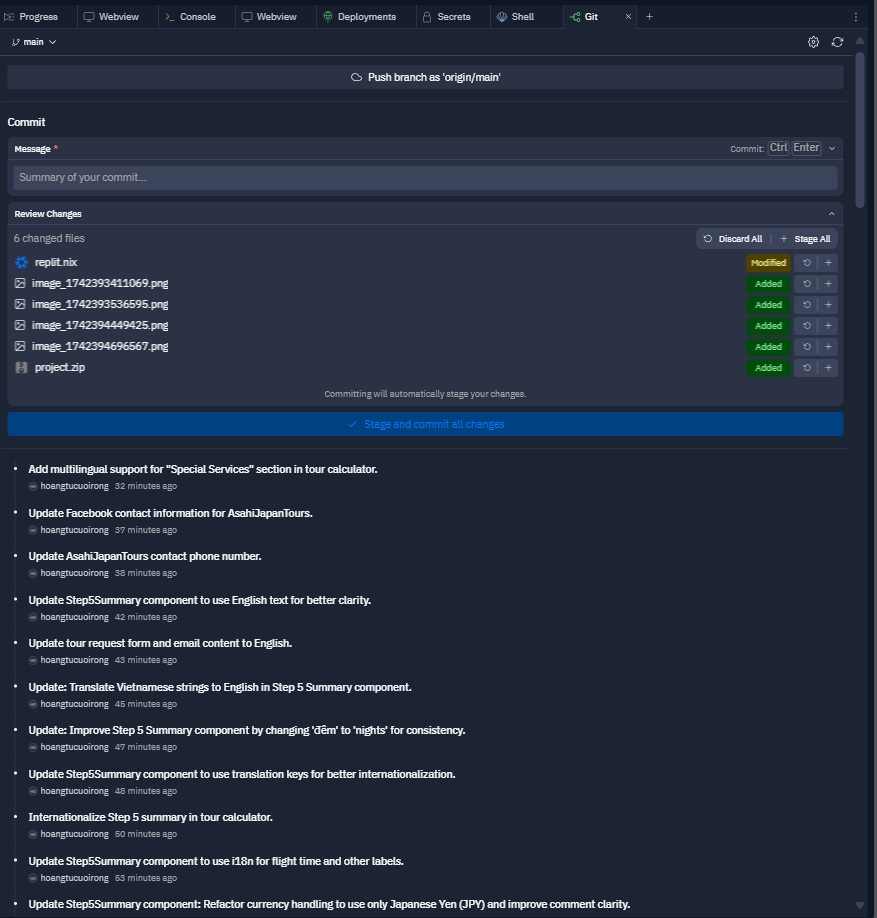 Progress Webview Console Webview Deployments Secrets Shell Git × +
main
Push branch as 'origin/main'
Commit
Message * Commit: Ctrl Enter
Summary of your commit...
Review Changes
6 changed files Discard All + Stage All
replit.nix Modified +
image_1742393411069.png Added +
image_1742393536595.png Added +
image_1742394449425.png Added +
image_1742394696567.png Added +
project.zip Added +
Committing will automatically stage your changes.
Stage and commit all changes
Add multilingual support for "Special Services" section in tour calculator.
hoangtucuoirong 32 minutes ago
Update Facebook contact information for AsahiJapanTours.
hoangtucuoirong 37 minutes ago
Update AsahiJapanTours contact phone number.
hoangtucuoirong 38 minutes ago
Update Step5Summary component to use English text for better clarity.
hoangtucuoirong 42 minutes ago
Update tour request form and email content to English.
hoangtucuoirong 43 minutes ago
Update: Translate Vietnamese strings to English in Step 5 Summary component.
hoangtucuoirong 45 minutes ago
Update: Improve Step 5 Summary component by changing 'đêm' to 'nights' for consistency.
hoangtucuoirong 47 minutes ago
Update Step5Summary component to use translation keys for better internationalization.
hoangtucuoirong 48 minutes ago
Internationalize Step 5 summary in tour calculator.
hoangtucuoirong 50 minutes ago
Update Step5Summary component to use i18n for flight time and other labels.
hoangtucuoirong 53 minutes ago
Update Step5Summary component: Refactor currency handling to use only Japanese Yen (JPY) and improve comment clarity.